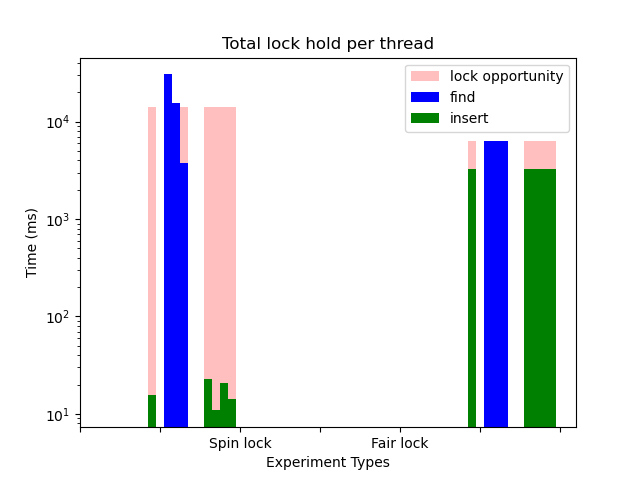 Total lock hold per thread
lock opportunity
find
insert
Time (ms)
10^4
10^3
10^2
10^1
Spin lock
Fair lock
Experiment Types